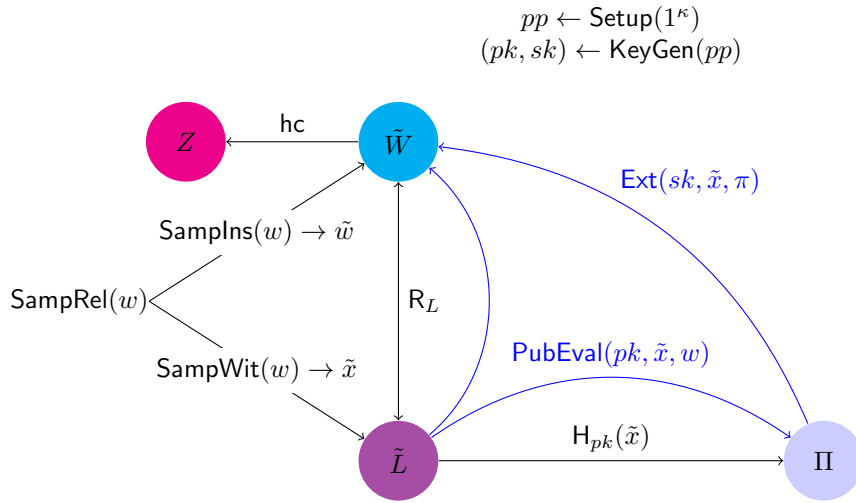 pp ← Setup(1^κ)
(pk, sk) ← KeyGen(pp)
Z
hc
W̃
Ext(sk, x̃, π)
SampIns(w) → w̃
SampRel(w)
R_L
PubEval(pk, x̃, w)
SampWit(w) → x̃
H_pk(x̃)
L̃
Π